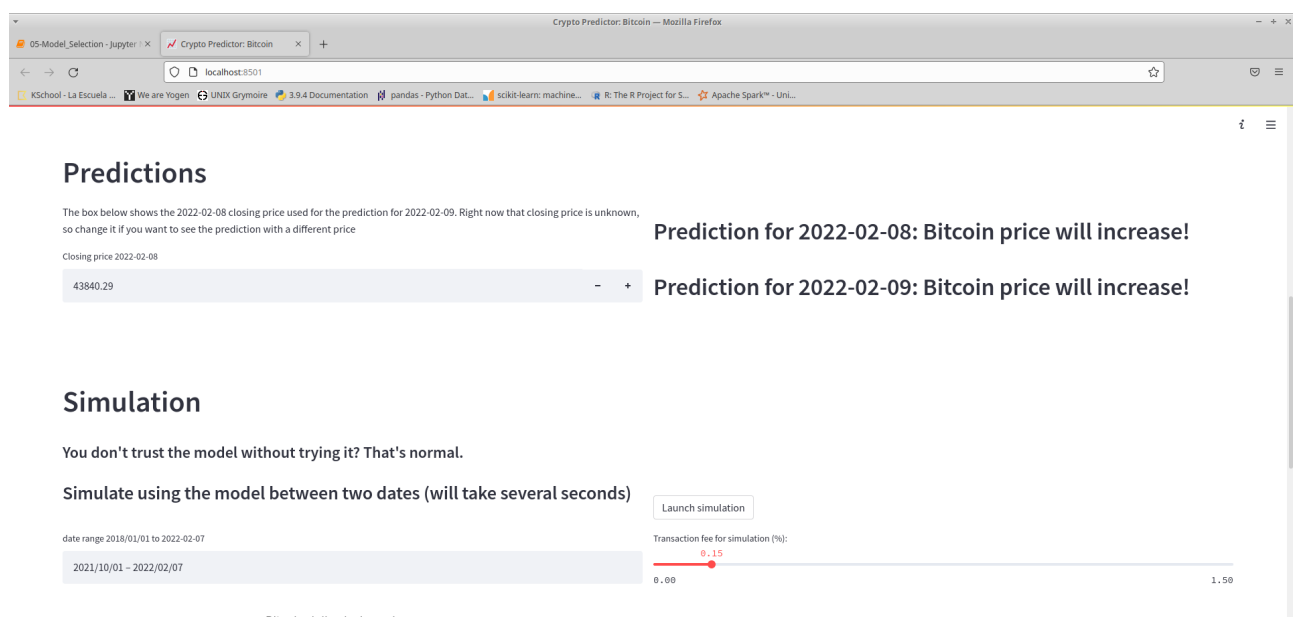 Crypto Predictor: Bitcoin — Mozilla Firefox
05-Model_Selection - Jupyter
Crypto Predictor: Bitcoin
localhost:8501
KSchool - La Escuela ...
We are Yogen
UNIX Grymoire
3.9.4 Documentation
pandas - Python Dat...
scikit-learn: machine...
R: The R Project for S...
Apache Spark™ - Uni...
Predictions
The box below shows the 2022-02-08 closing price used for the prediction for 2022-02-09. Right now that closing price is unknown,
so change it if you want to see the prediction with a different price
Closing price 2022-02-08
43840.29
Prediction for 2022-02-08: Bitcoin price will increase!
Prediction for 2022-02-09: Bitcoin price will increase!
Simulation
You don't trust the model without trying it? That's normal.
Simulate using the model between two dates (will take several seconds)
Launch simulation
date range 2018/01/01 to 2022-02-07
2021/10/01 – 2022/02/07
Transaction fee for simulation (%):
0.15
0.00
1.50